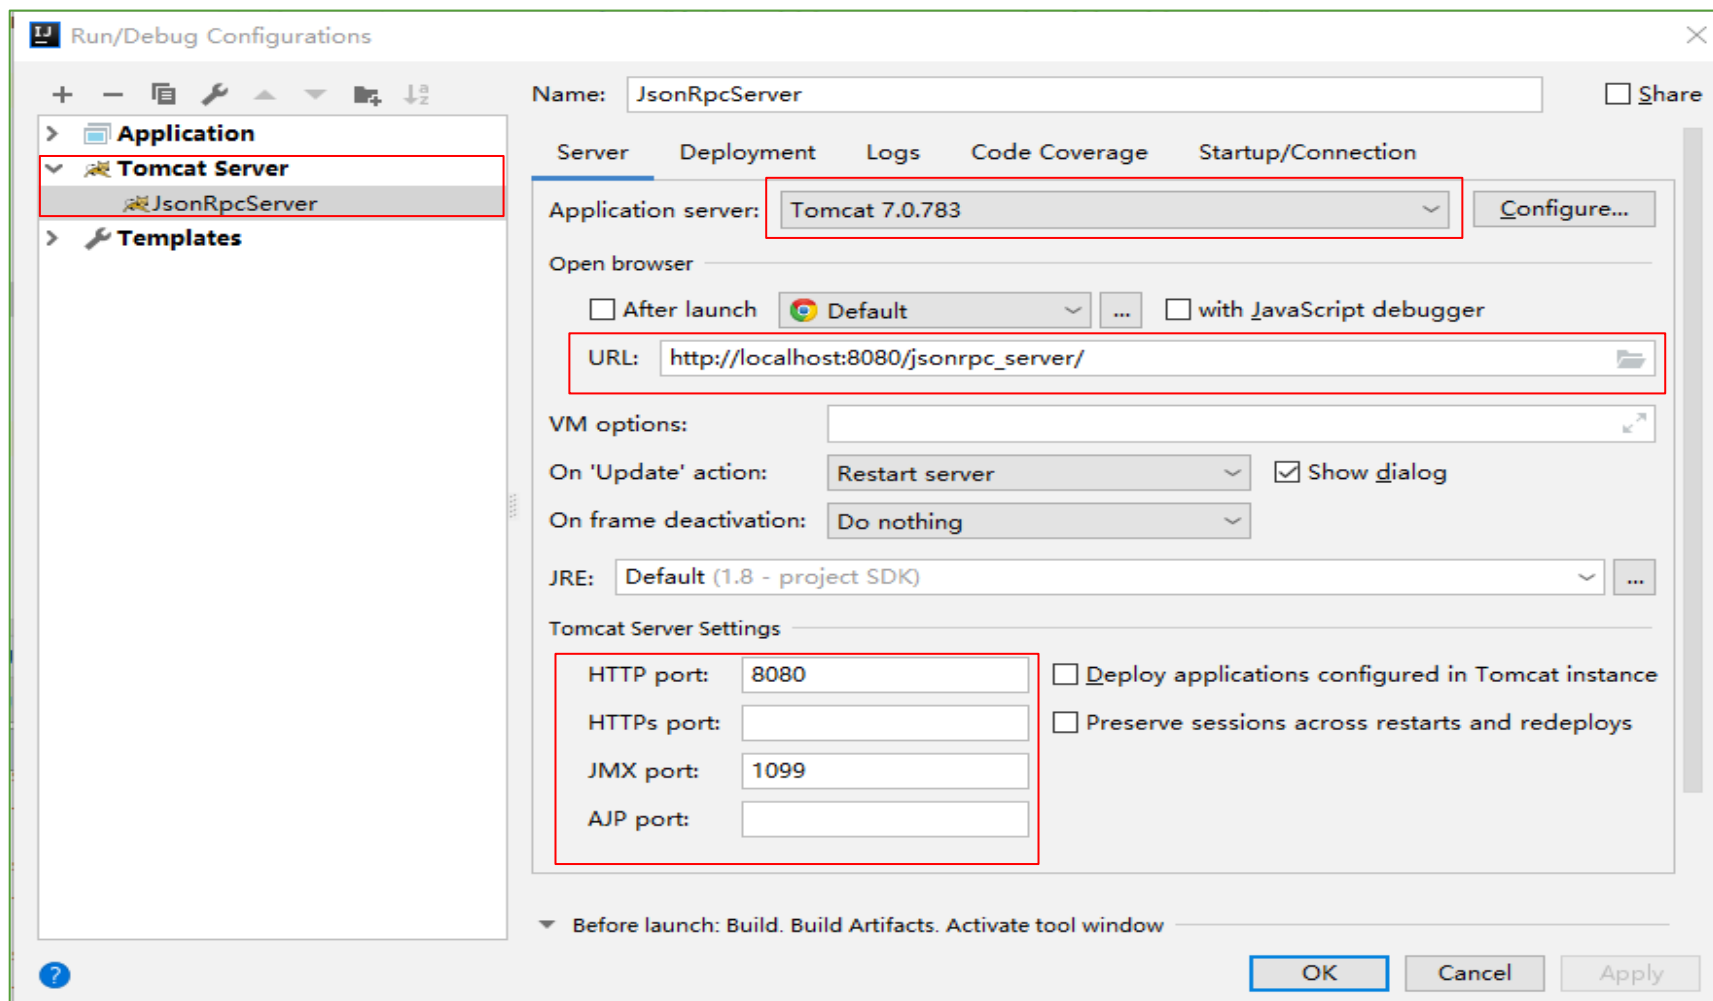 IJ Run/Debug Configurations
Name: JsonRpcServer Share
Application
Tomcat Server
JsonRpcServer
Templates
Server Deployment Logs Code Coverage Startup/Connection
Application server: Tomcat 7.0.783 Configure...
Open browser
After launch Default ... with JavaScript debugger
URL: http://localhost:8080/jsonrpc_server/
VM options:
On 'Update' action: Restart server Show dialog
On frame deactivation: Do nothing
JRE: Default (1.8 - project SDK) ...
Tomcat Server Settings
HTTP port: 8080 Deploy applications configured in Tomcat instance
HTTPs port: Preserve sessions across restarts and redeploys
JMX port: 1099
AJP port:
Before launch: Build. Build Artifacts. Activate tool window
? OK Cancel Apply